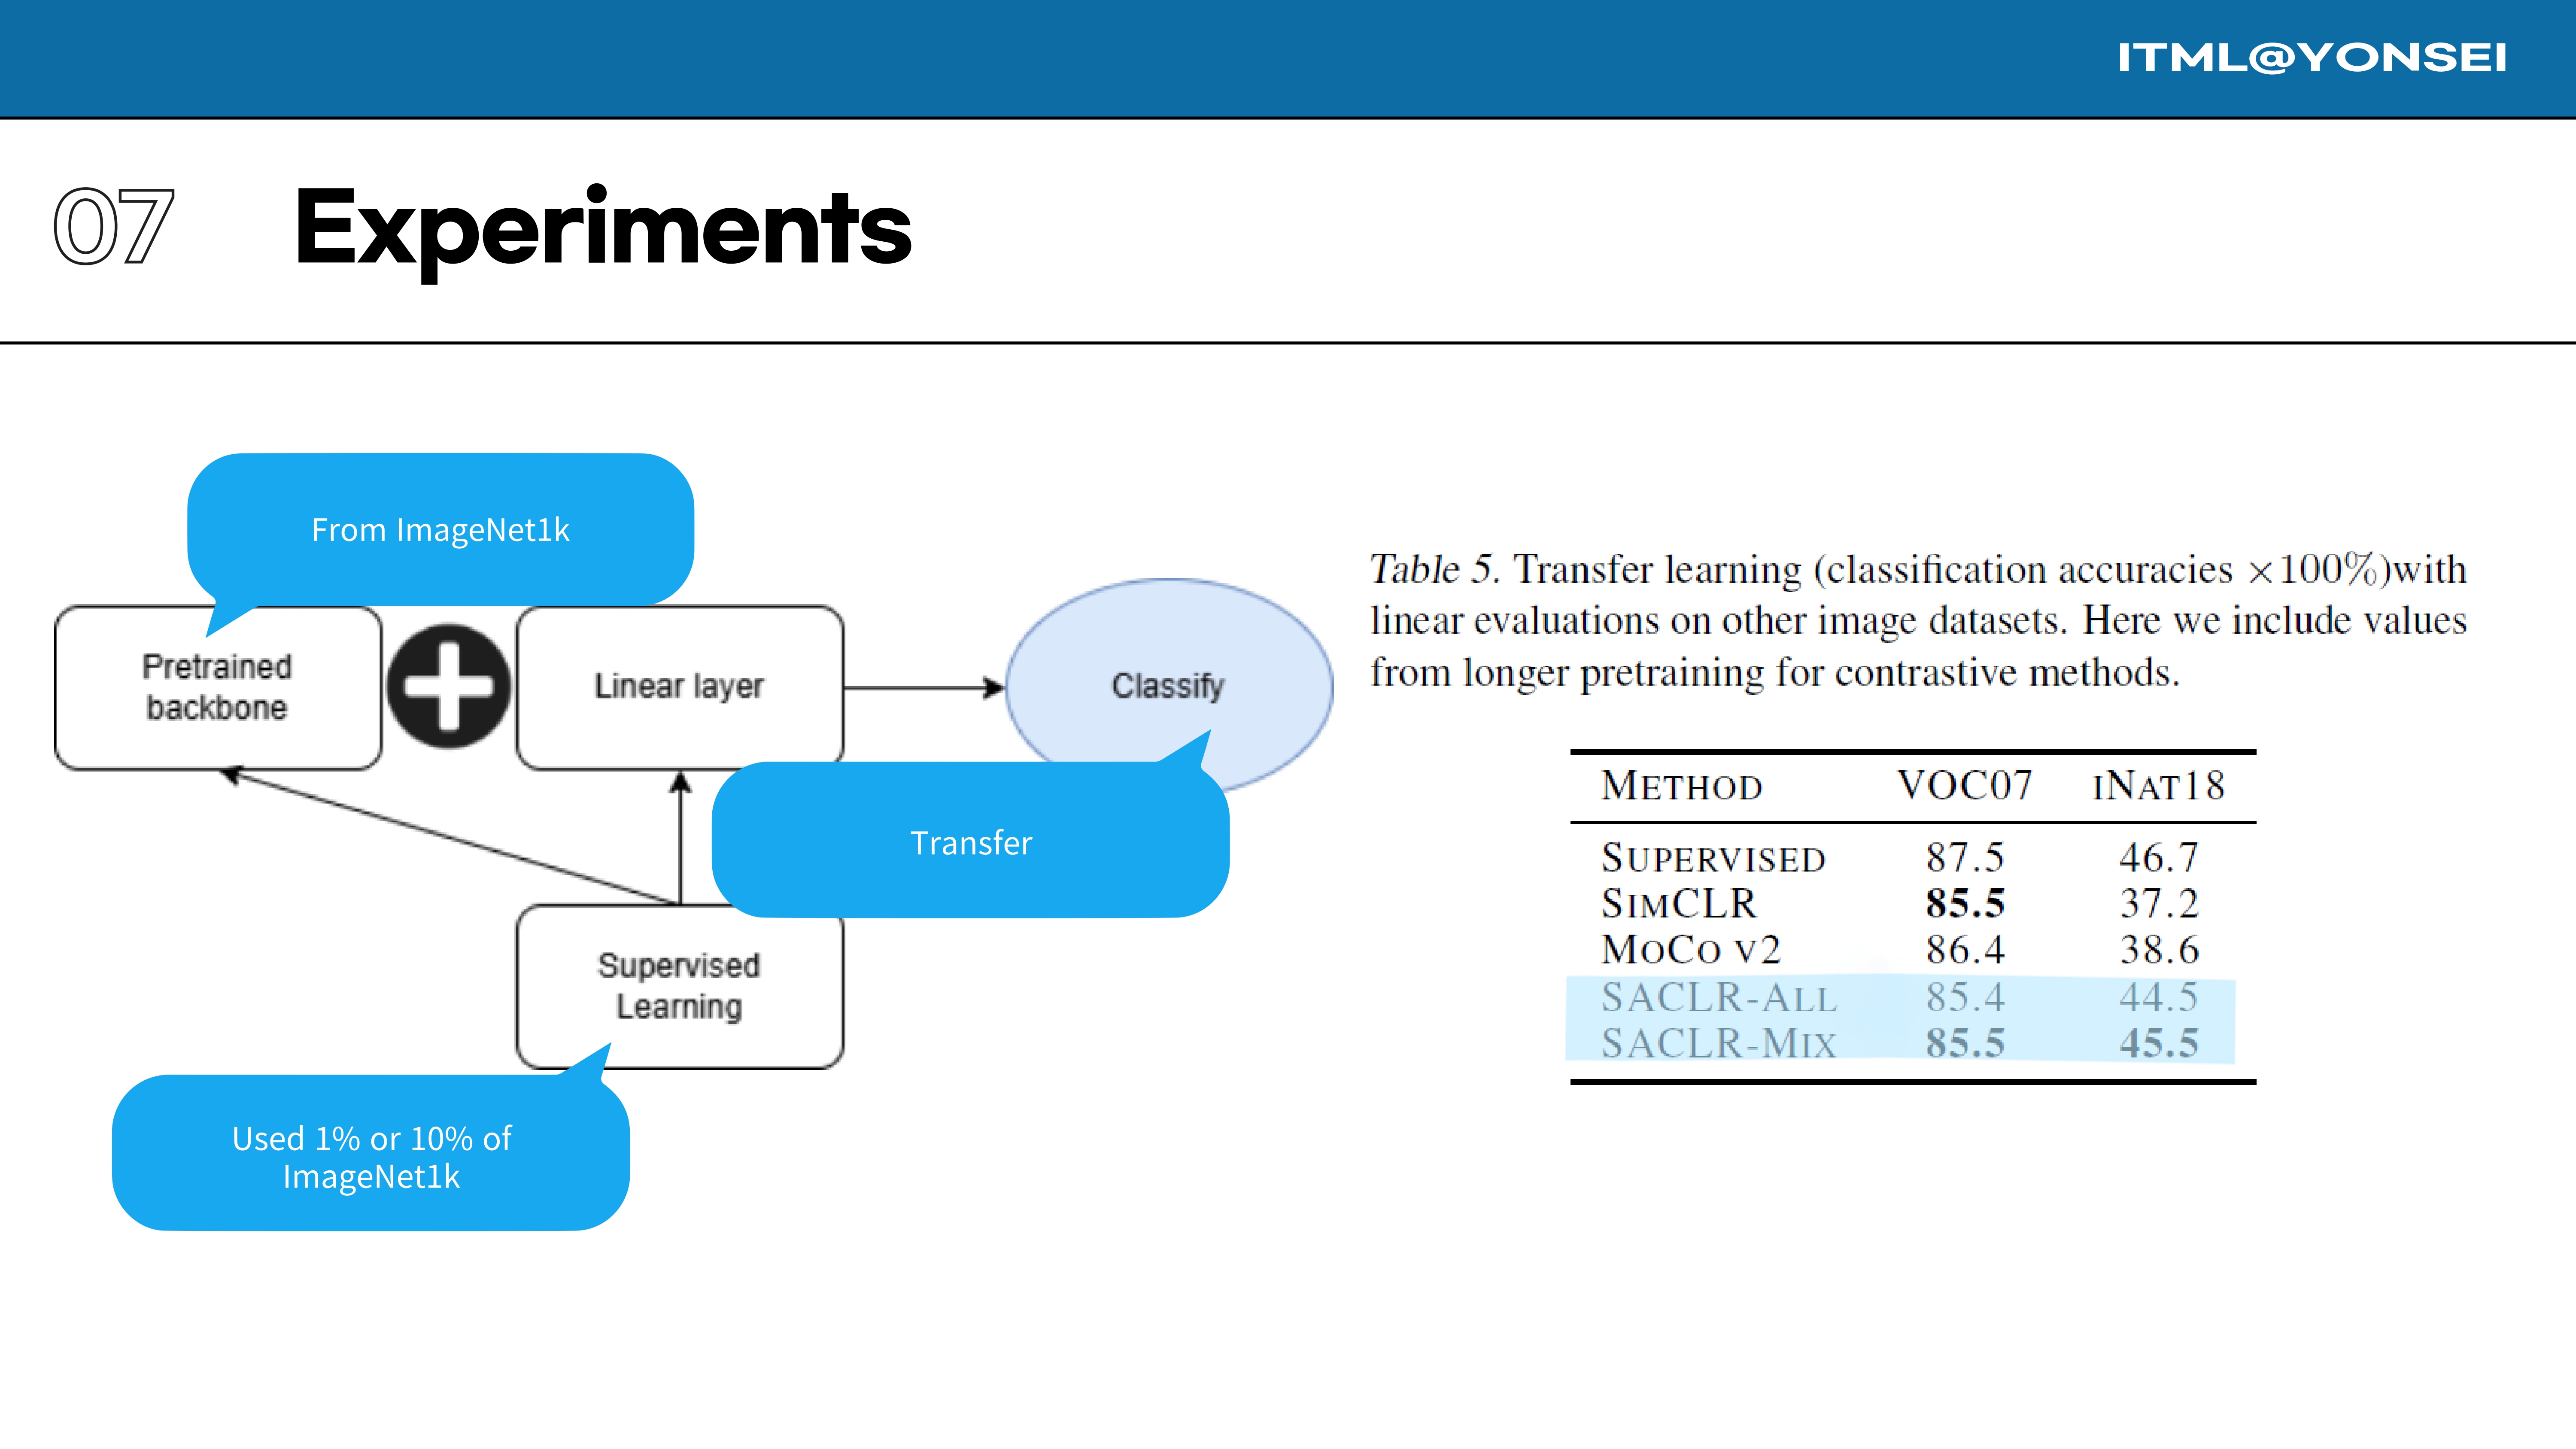 ITML@YONSEI
07 Experiments
From ImageNet1k
Pretrained
backbone
Linear layer
Classify
Transfer
Supervised
Learning
Used 1% or 10% of
ImageNet1k
Table 5. Transfer learning (classification accuracies ×100%)with
linear evaluations on other image datasets. Here we include values
from longer pretraining for contrastive methods.
METHOD VOC07 INAT18
SUPERVISED 87.5 46.7
SIMCLR 85.5 37.2
MOCO V2 86.4 38.6
SACLR-ALL 85.4 44.5
SACLR-MIX 85.5 45.5